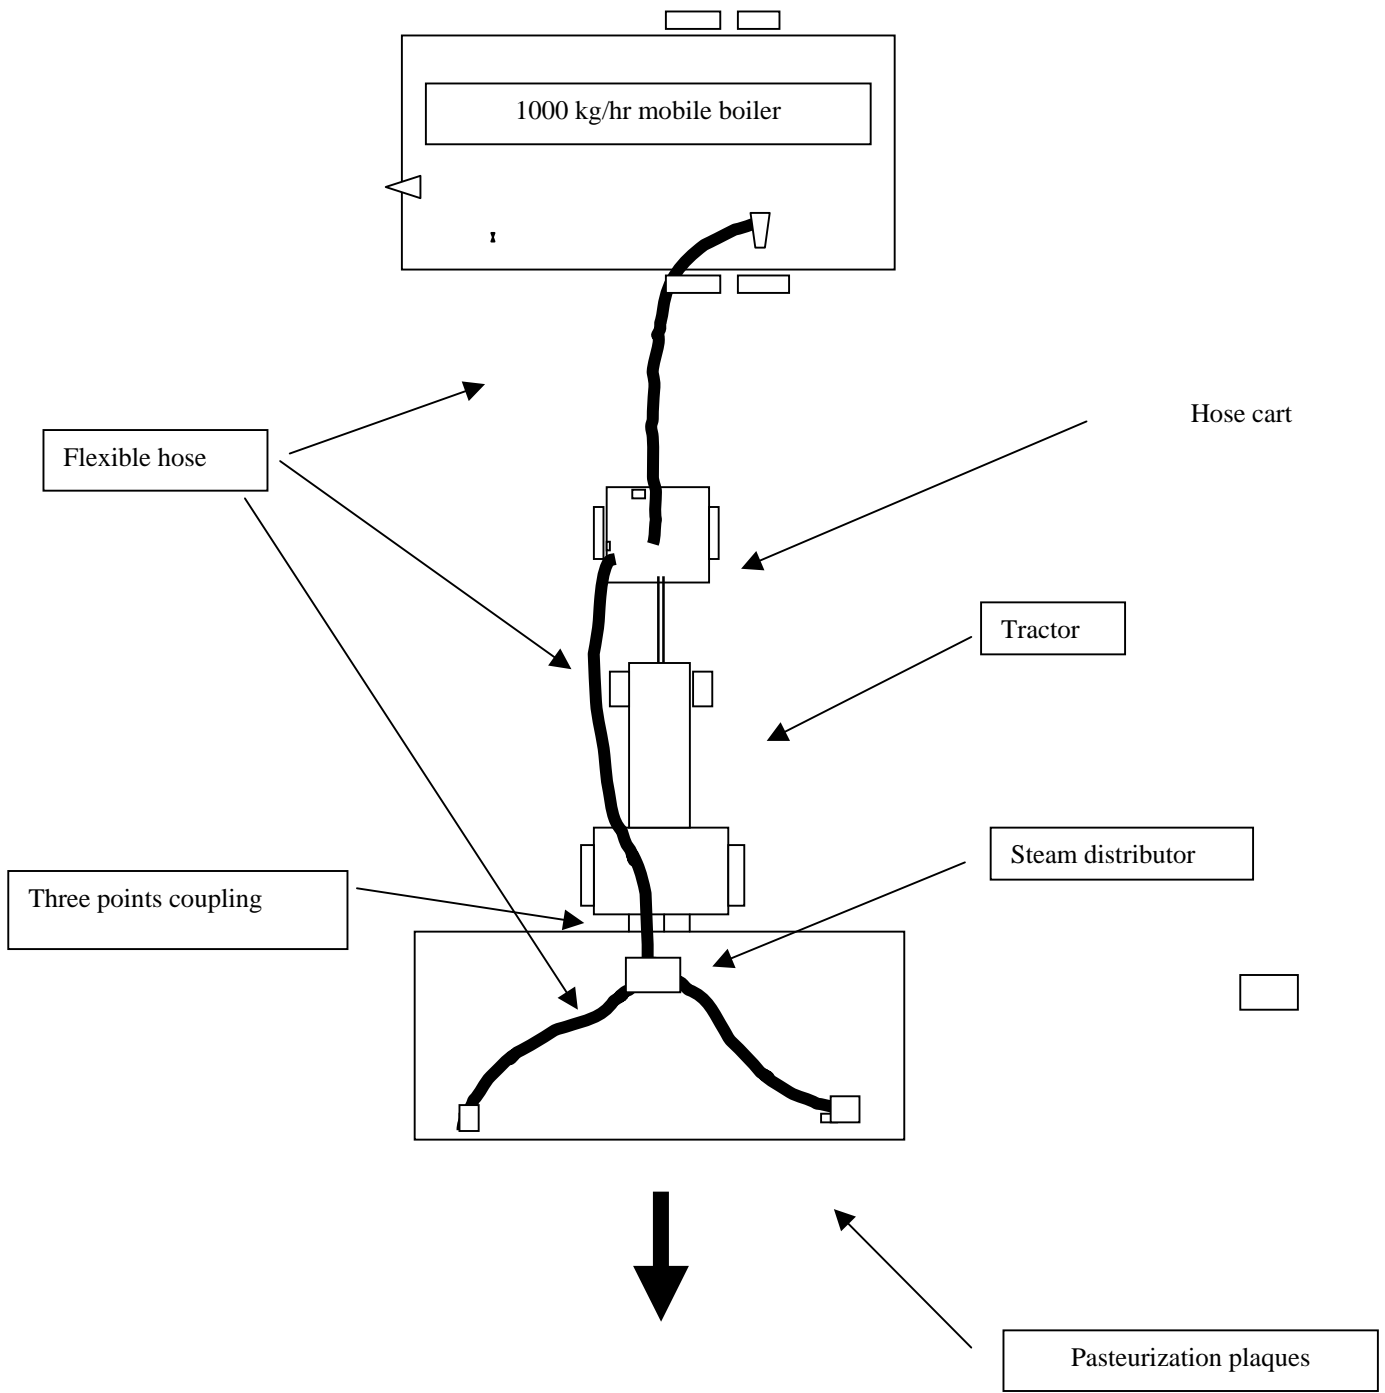 1000 kg/hr mobile boiler
Hose cart
Flexible hose
Tractor
Steam distributor
Three points coupling
Pasteurization plaques